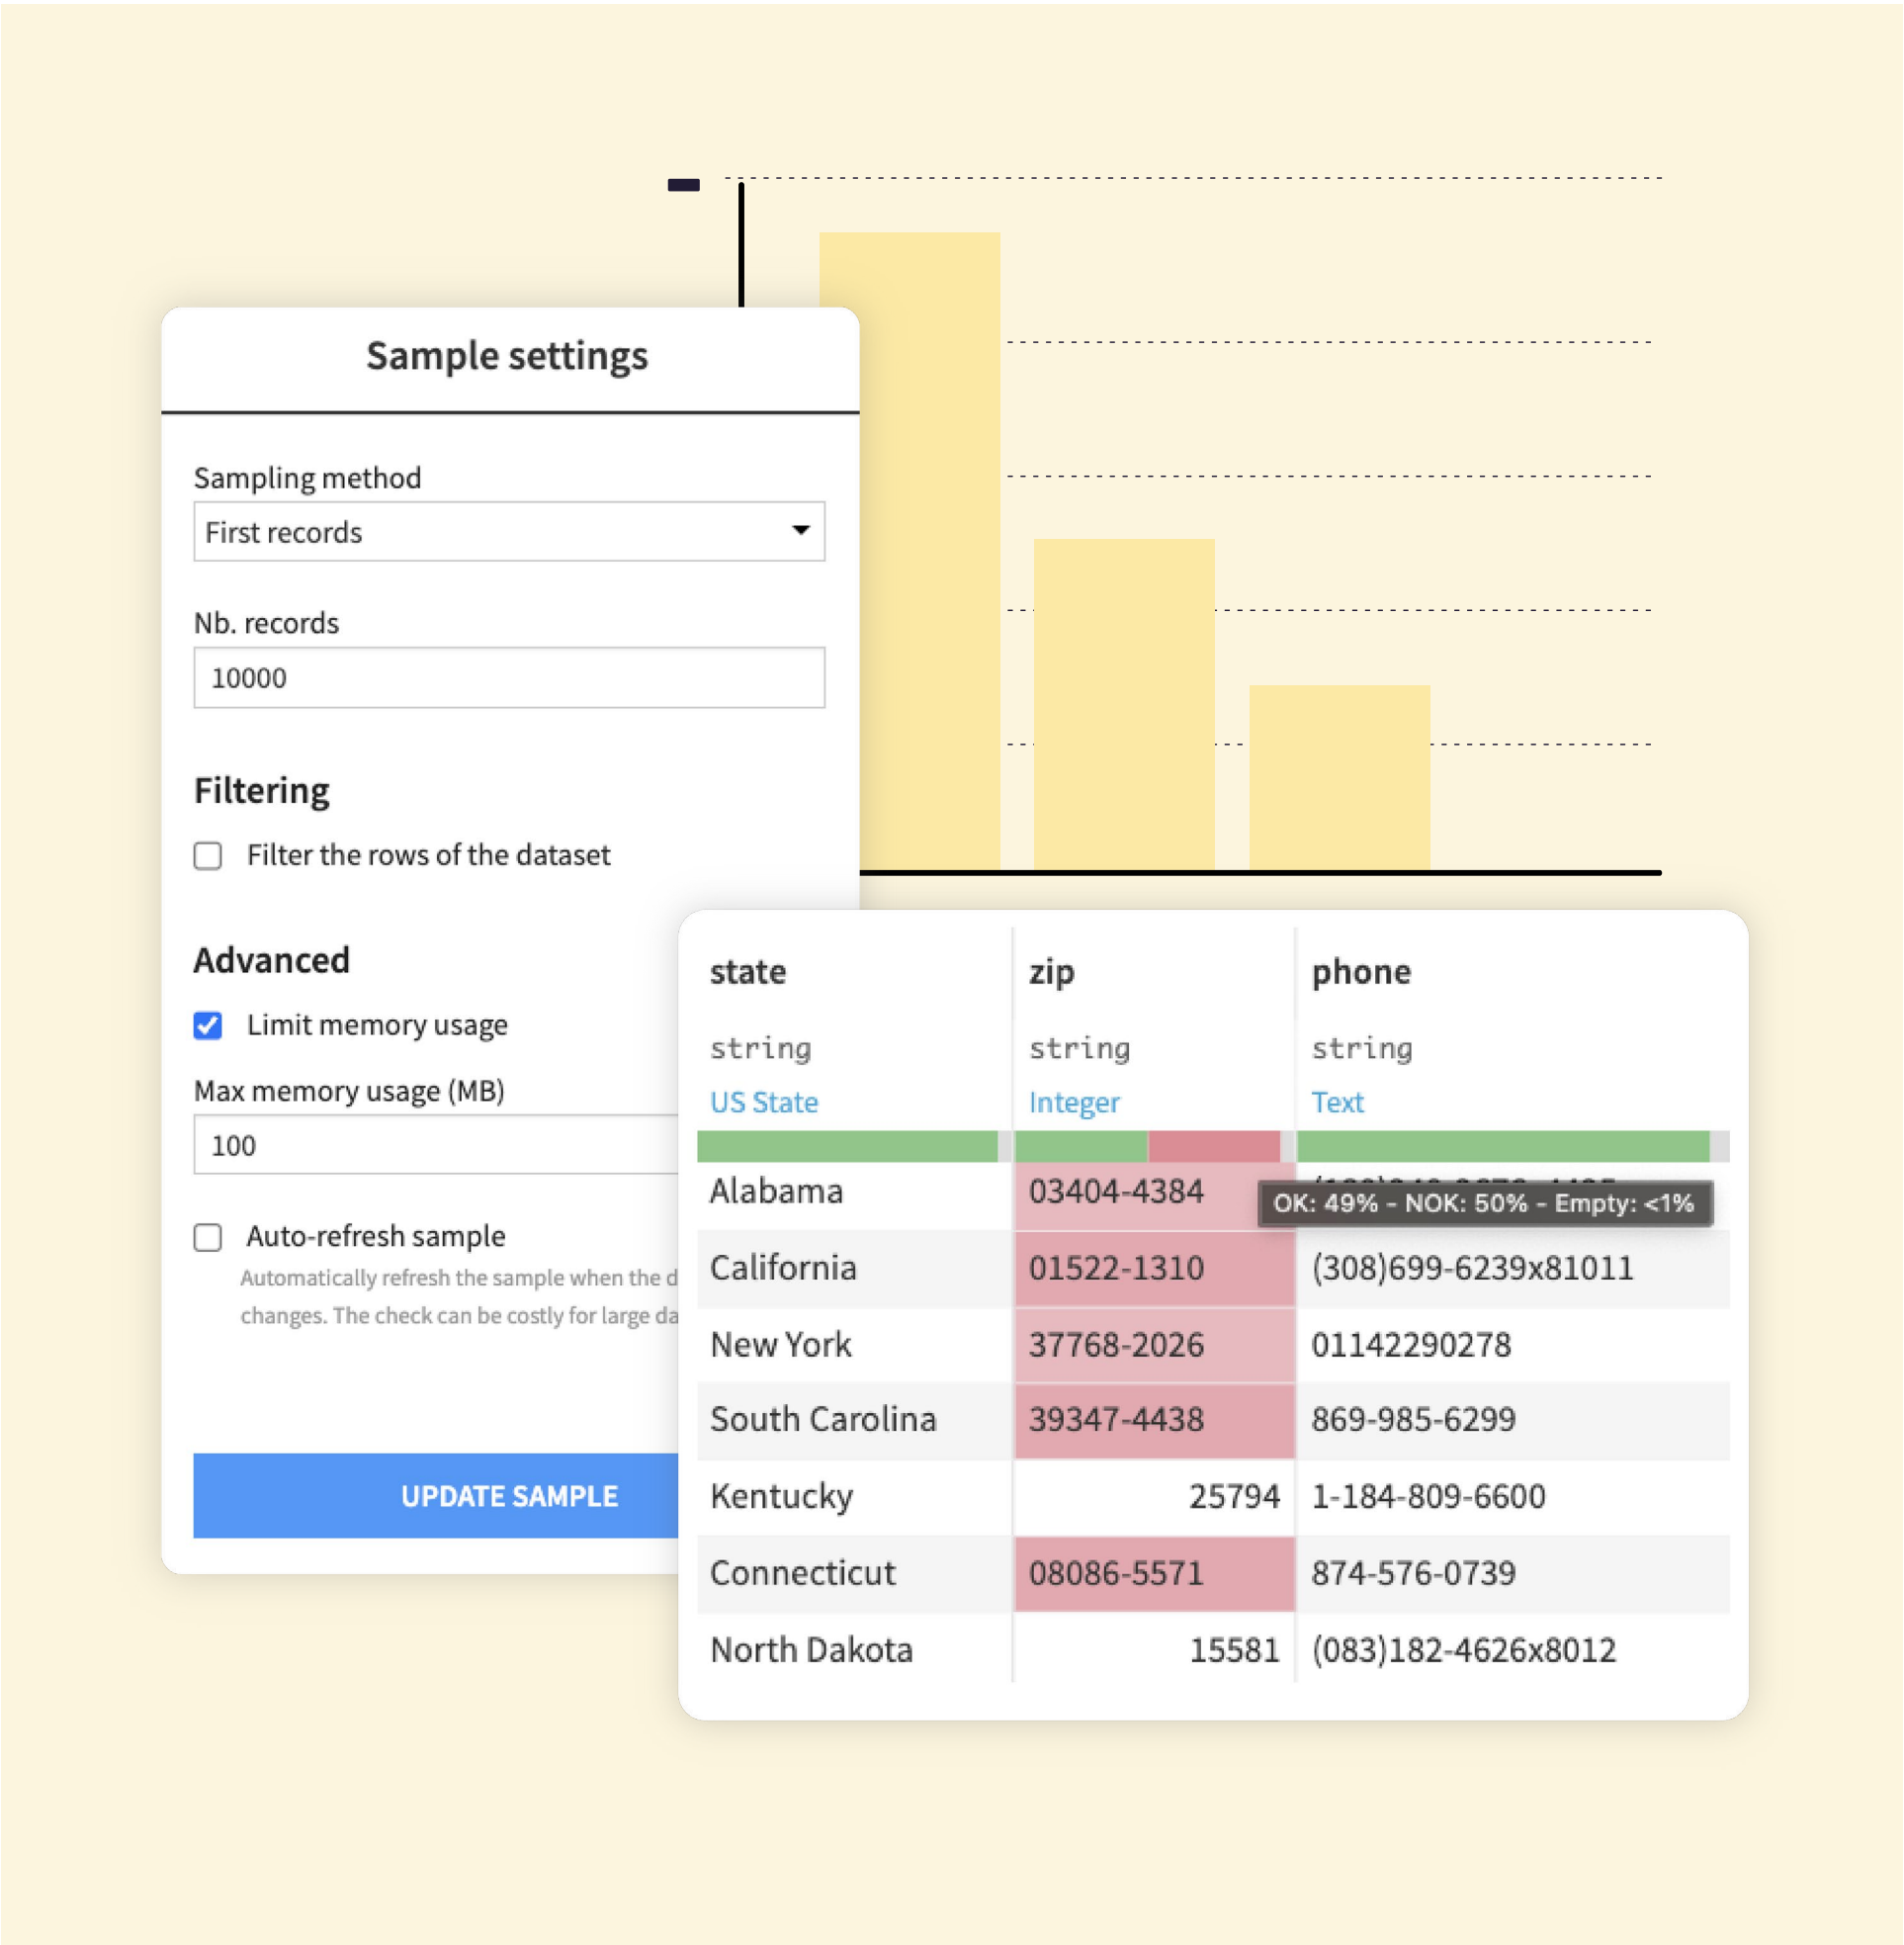 Sample settings
Sampling method
First records
Nb. records
10000
Filtering
Filter the rows of the dataset
Advanced
Limit memory usage
Max memory usage (MB)
100
Auto-refresh sample
Automatically refresh the sample when the
changes. The check can be costly for large
UPDATE SAMPLE
state zip phone
string string string
US State Integer Text
Alabama 03404-4384
OK: 49% - NOK: 50% - Empty: <1%
California 01522-1310 (308)699-6239x81011
New York 37768-2026 01142290278
South Carolina 39347-4438 869-985-6299
Kentucky 25794 1-184-809-6600
Connecticut 08086-5571 874-576-0739
North Dakota 15581 (083)182-4626x8012